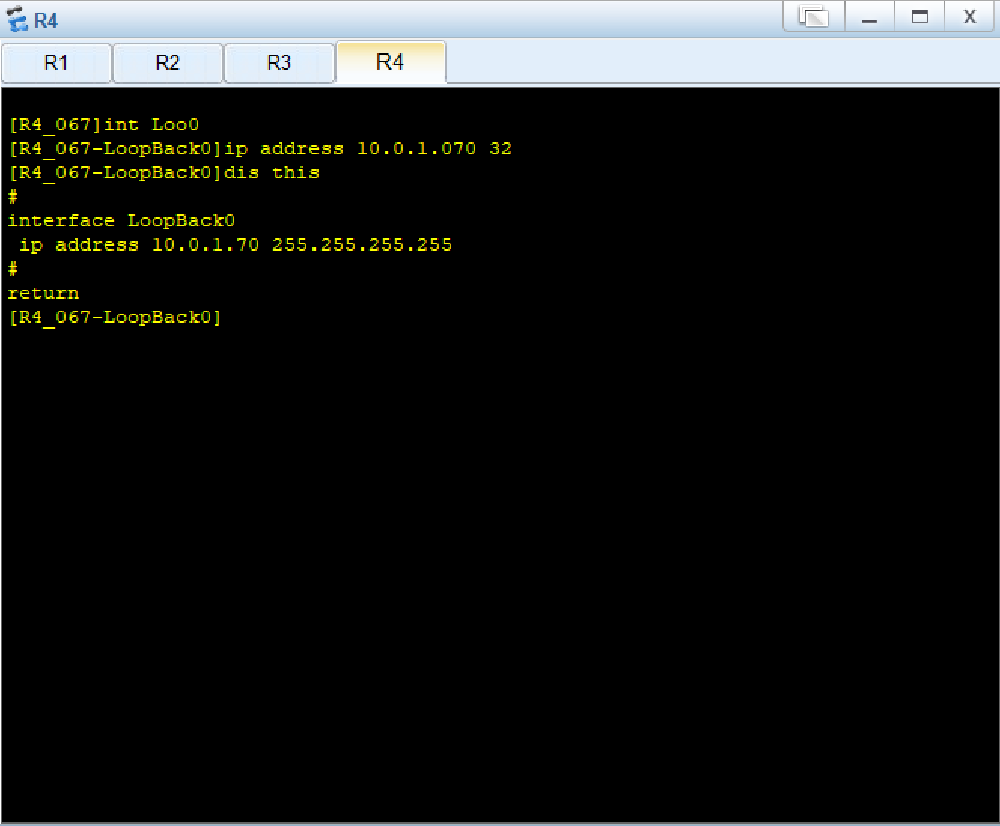 R4
X
R1 R2 R3 R4
[R4_067]int Loo0
[R4_067-LoopBack0]ip address 10.0.1.070 32
[R4_067-LoopBack0]dis this
#
interface LoopBack0
 ip address 10.0.1.70 255.255.255.255
#
return
[R4_067-LoopBack0]